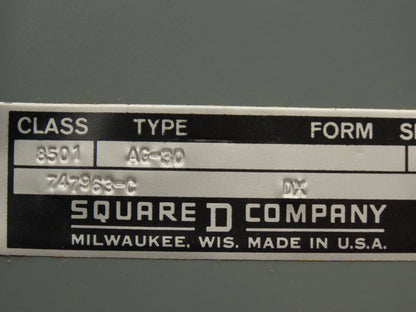 CLASS TYPE FORM
8501 AG-30
747963-C DX
SQUARE D COMPANY
MILWAUKEE, WIS. MADE IN U.S.A.